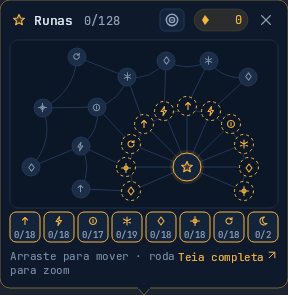 Runas 0/128 0
0/18 0/18 0/17 0/19 0/18 0/18 0/18 0/2
Arraste para mover · roda Teia completa
para zoom